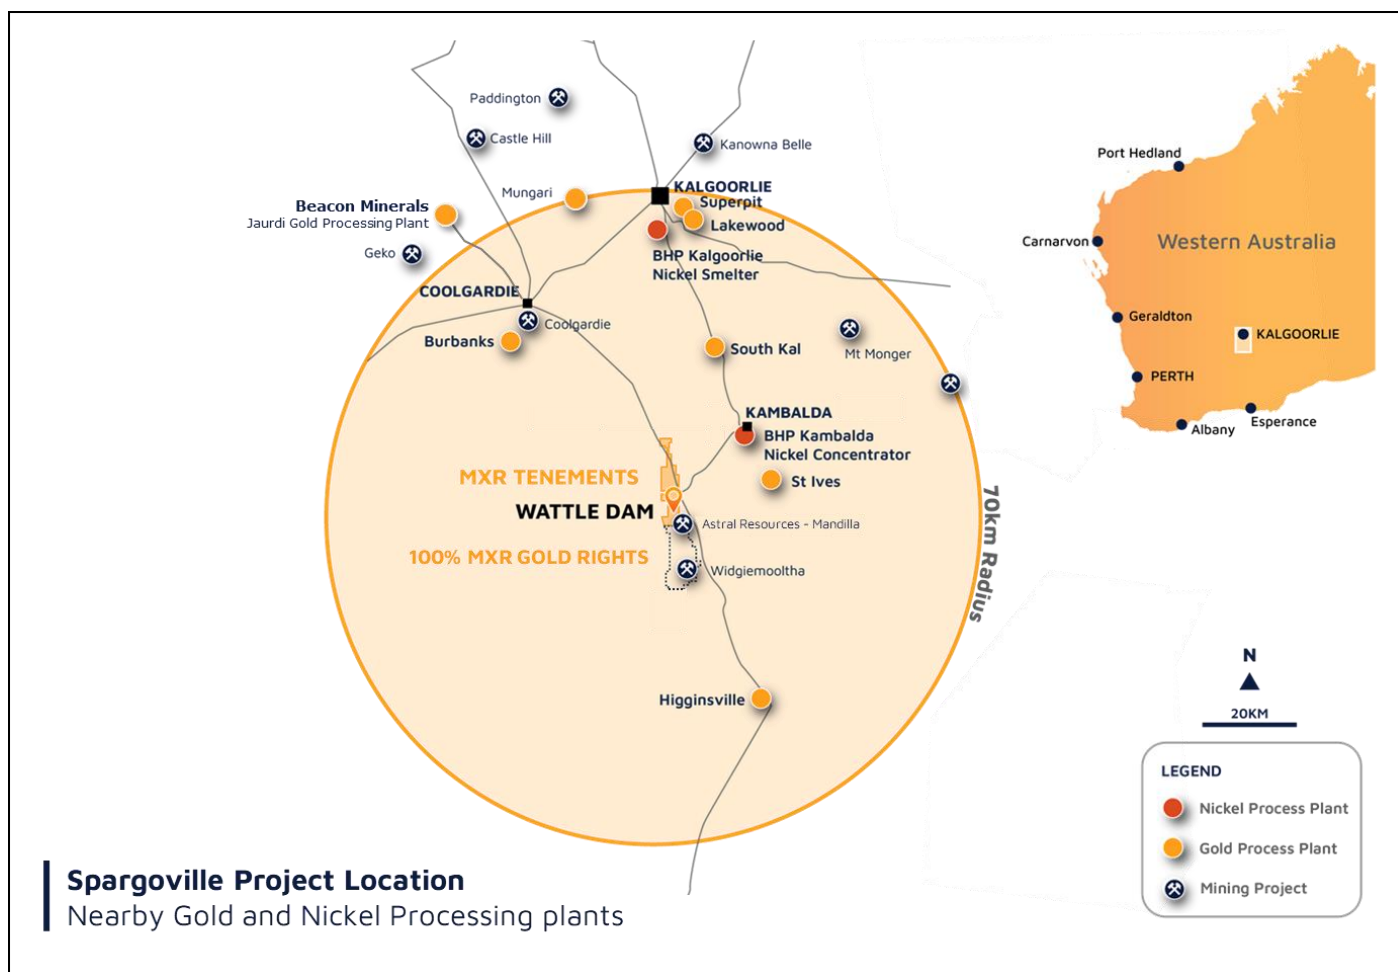 Paddington
Castle Hill
Kanowna Belle
Mungari
KALGOORLIE
Superpit
Lakewood
Beacon Minerals
Jaurdi Gold Processing Plant
Geko
BHP Kalgoorlie
Nickel Smelter
COOLGARDIE
Coolgardie
Burbanks
South Kal
Mt Monger
KAMBALDA
BHP Kambalda
Nickel Concentrator
MXR TENEMENTS
St Ives
WATTLE DAM
Astral Resources - Mandilla
100% MXR GOLD RIGHTS
Widgiemooltha
70km Radius
Higginsville
Port Hedland
Carnarvon
Western Australia
Geraldton
KALGOORLIE
PERTH
Albany
Esperance
N
20KM
LEGEND
Nickel Process Plant
Gold Process Plant
Mining Project
Spargoville Project Location
Nearby Gold and Nickel Processing plants